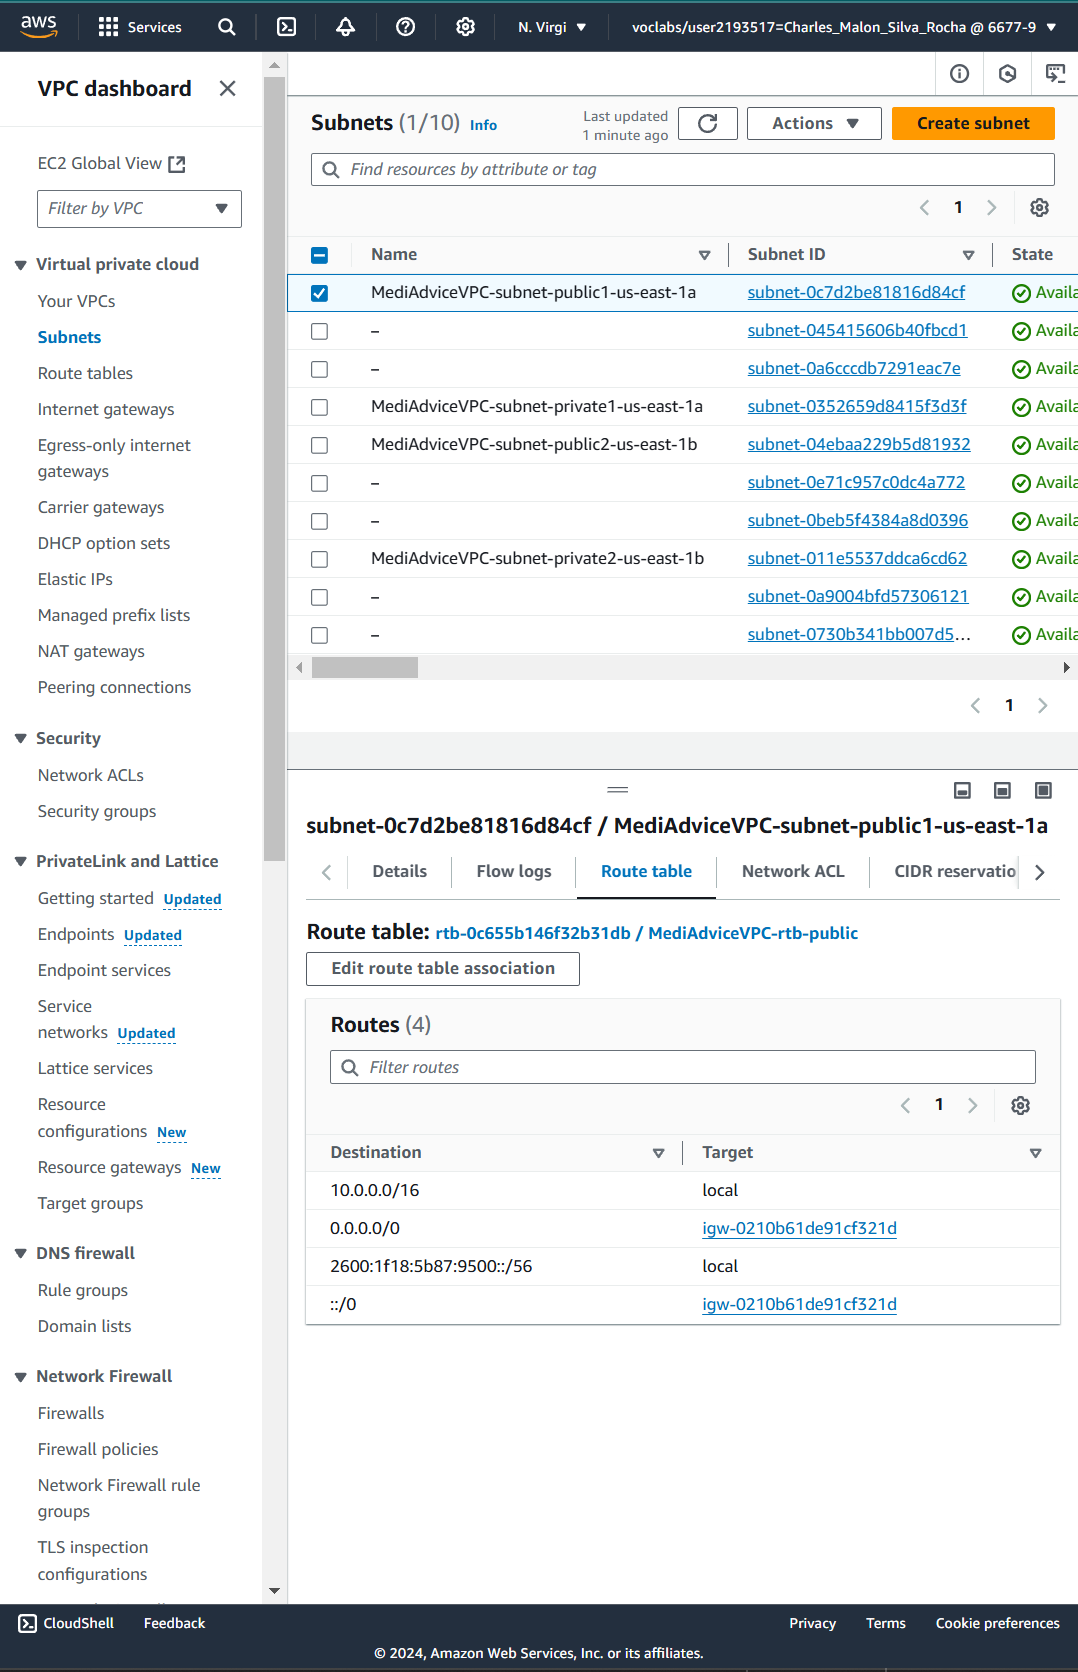 aws
Services
N. Virgi
voclabs/user2193517=Charles_Malon_Silva_Rocha @ 6677-9
VPC dashboard
EC2 Global View
Filter by VPC
Virtual private cloud
Your VPCs
Subnets
Route tables
Internet gateways
Egress-only internet
gateways
Carrier gateways
DHCP option sets
Elastic IPs
Managed prefix lists
NAT gateways
Peering connections
Security
Network ACLs
Security groups
PrivateLink and Lattice
Getting started Updated
Endpoints Updated
Endpoint services
Service
networks Updated
Lattice services
Resource
configurations New
Resource gateways New
Target groups
DNS firewall
Rule groups
Domain lists
Network Firewall
Firewalls
Firewall policies
Network Firewall rule
groups
TLS inspection
configurations
Subnets (1/10) Info
Last updated
1 minute ago
Actions
Create subnet
Find resources by attribute or tag
1
Name Subnet ID State
MediAdviceVPC-subnet-public1-us-east-1a subnet-0c7d2be81816d84cf Availa
– subnet-045415606b40fbcd1 Availa
– subnet-0a6cccdb7291eac7e Availa
MediAdviceVPC-subnet-private1-us-east-1a subnet-0352659d8415f3d3f Availa
MediAdviceVPC-subnet-public2-us-east-1b subnet-04ebaa229b5d81932 Availa
– subnet-0e71c957c0dc4a772 Availa
– subnet-0beb5f4384a8d0396 Availa
MediAdviceVPC-subnet-private2-us-east-1b subnet-011e5537ddca6cd62 Availa
– subnet-0a9004bfd57306121 Availa
– subnet-0730b341bb007d5… Availa
1
subnet-0c7d2be81816d84cf / MediAdviceVPC-subnet-public1-us-east-1a
Details Flow logs Route table Network ACL CIDR reservatio
Route table: rtb-0c655b146f32b31db / MediAdviceVPC-rtb-public
Edit route table association
Routes (4)
Filter routes
1
Destination Target
10.0.0.0/16 local
0.0.0.0/0 igw-0210b61de91cf321d
2600:1f18:5b87:9500::/56 local
::/0 igw-0210b61de91cf321d
CloudShell Feedback Privacy Terms Cookie preferences
© 2024, Amazon Web Services, Inc. or its affiliates.